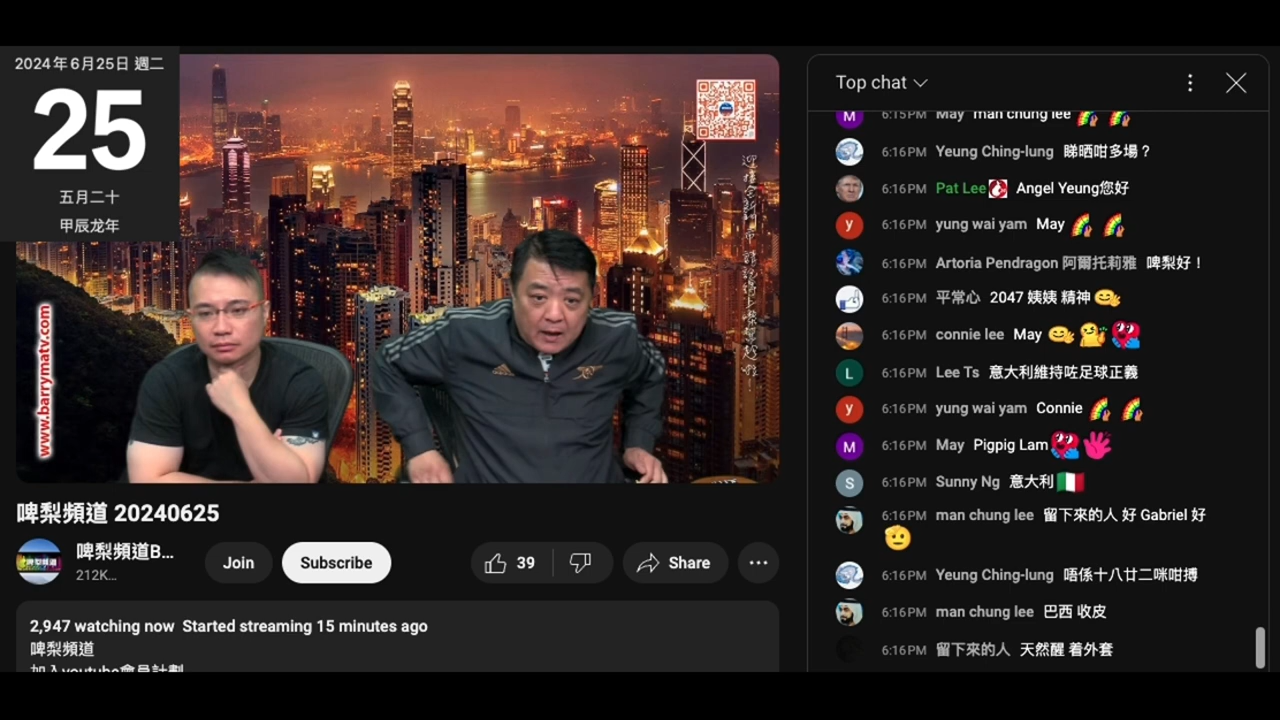 2024年6月25日 週二
25
五月二十
甲辰龙年
www.barrymatv.com
啤梨頻道 20240625
啤梨頻道B...
212K...
Join
Subscribe
39
Share
2,947 watching now Started streaming 15 minutes ago
啤梨頻道
加入youtube會員計劃
Top chat
M 6:15PM May man chung lee
6:16PM Yeung Ching-lung 睇晒咁多場？
6:16PM Pat Lee Angel Yeung您好
y 6:16PM yung wai yam May
6:16PM Artoria Pendragon 阿爾托莉雅 啤梨好！
6:16PM 平常心 2047 姨姨 精神
6:16PM connie lee May
L 6:16PM Lee Ts 意大利維持咗足球正義
y 6:16PM yung wai yam Connie
M 6:16PM May Pigpig Lam
S 6:16PM Sunny Ng 意大利
6:16PM man chung lee 留下來的人 好 Gabriel 好
6:16PM Yeung Ching-lung 唔係十八廿二咪咁搏
6:16PM man chung lee 巴西 收皮
6:16PM 留下來的人 天然醒 着外套